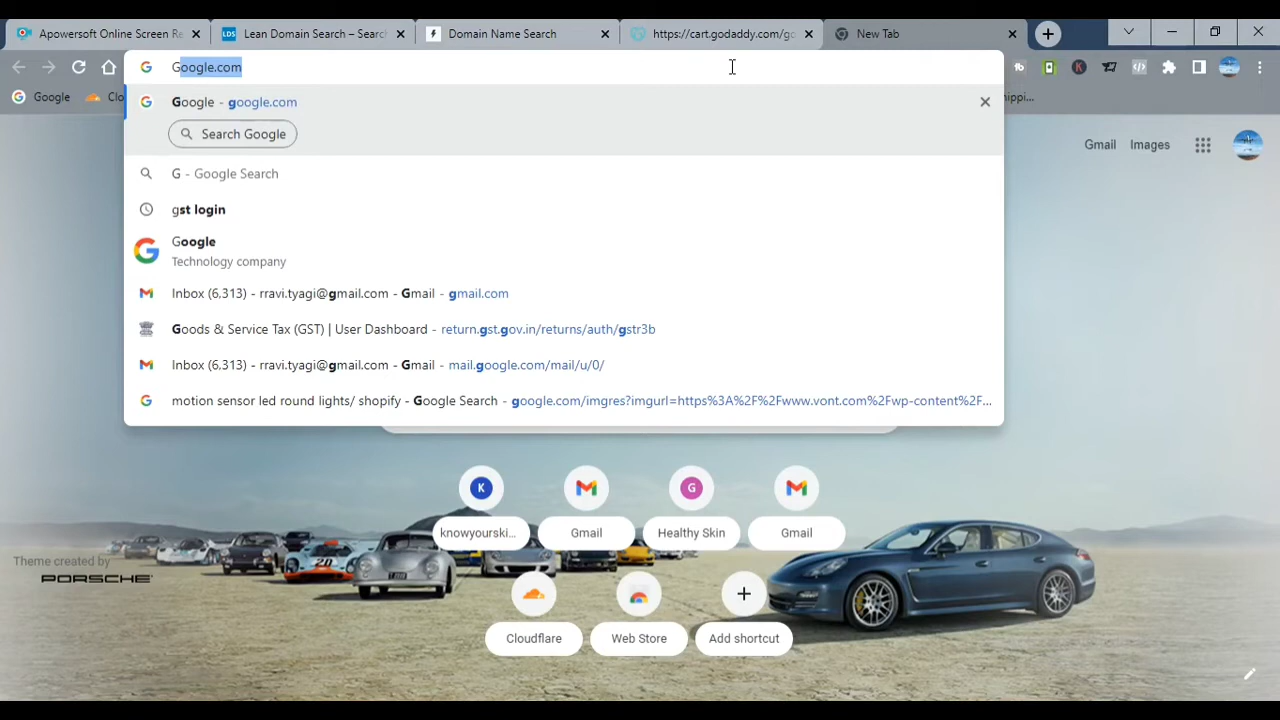 Apowersoft Online Screen Re
LDS Lean Domain Search – Searc
Domain Name Search
https://cart.godaddy.com/go
New Tab
Google.com
Google
Clo
hippi...
Google - google.com
Search Google
G - Google Search
gst login
Google
Technology company
Inbox (6,313) - rravi.tyagi@gmail.com - Gmail - gmail.com
Goods & Service Tax (GST) | User Dashboard - return.gst.gov.in/returns/auth/gstr3b
Inbox (6,313) - rravi.tyagi@gmail.com - Gmail - mail.google.com/mail/u/0/
motion sensor led round lights/ shopify - Google Search - google.com/imgres?imgurl=https%3A%2F%2Fwww.vont.com%2Fwp-content%2F...
Gmail Images
K
G
knowyourski...
Gmail
Healthy Skin
Gmail
Theme created by
PORSCHE
Cloudflare
Web Store
Add shortcut